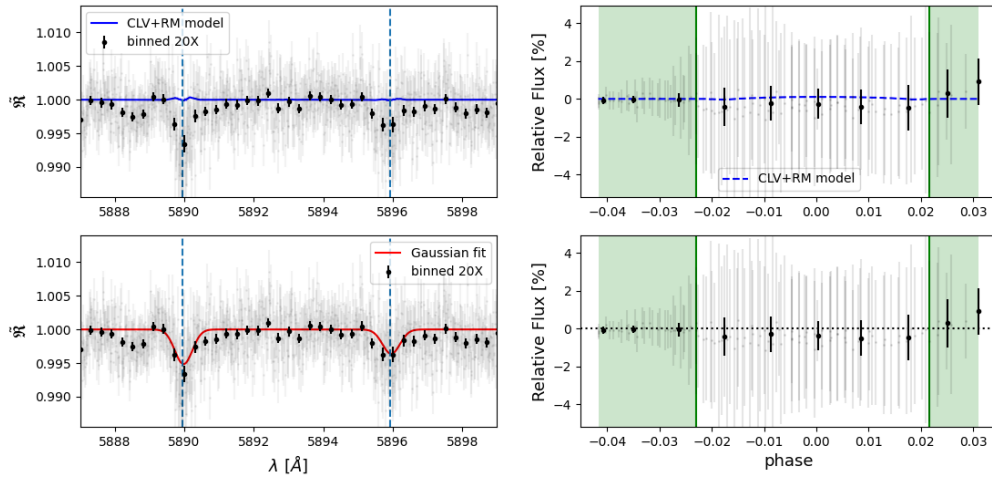 1.010
1.005
1.000
0.995
0.990
ℜ̃
CLV+RM model
binned 20X
5888 5890 5892 5894 5896 5898
4
2
0
−2
−4
Relative Flux [%]
CLV+RM model
−0.04 −0.03 −0.02 −0.01 0.00 0.01 0.02 0.03
1.010
1.005
1.000
0.995
0.990
ℜ̃
Gaussian fit
binned 20X
5888 5890 5892 5894 5896 5898
λ [Å]
4
2
0
−2
−4
Relative Flux [%]
−0.04 −0.03 −0.02 −0.01 0.00 0.01 0.02 0.03
phase